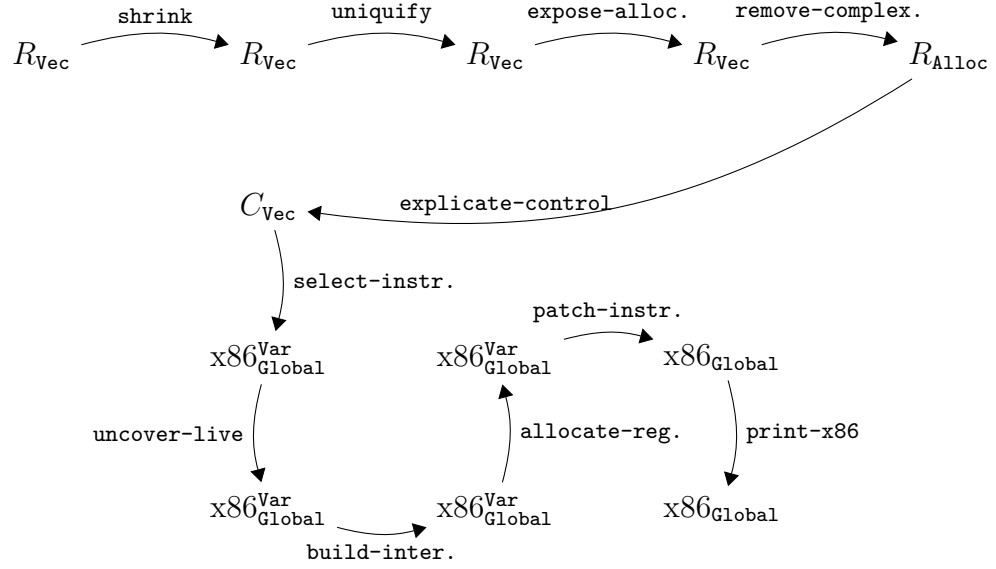 shrink uniquify expose-alloc. remove-complex.
R_Vec R_Vec R_Vec R_Vec R_Alloc
C_Vec explicate-control
select-instr.
patch-instr.
x86^Var_Global x86^Var_Global x86_Global
uncover-live allocate-reg. print-x86
x86^Var_Global x86^Var_Global x86_Global
build-inter.